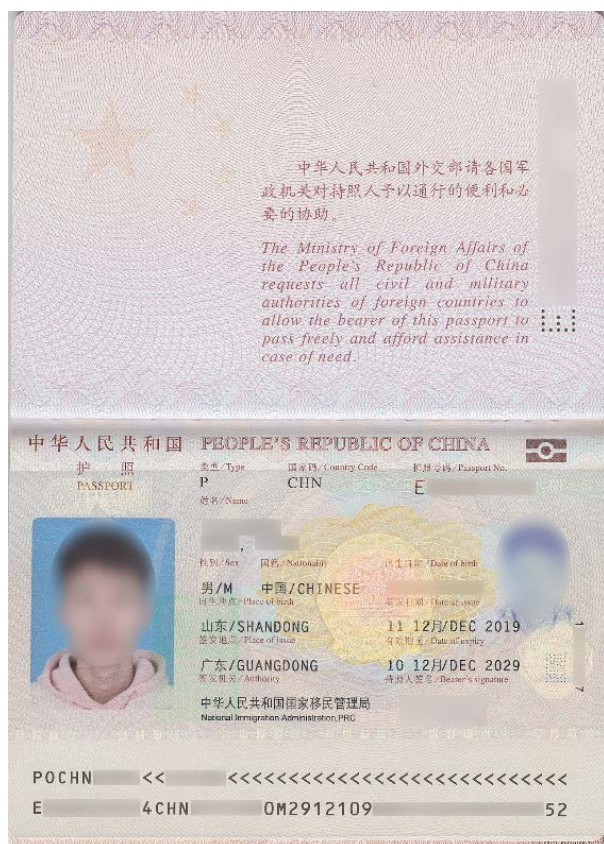 中华人民共和国外交部请各国军
政机关对持照人予以通行的便利和必
要的协助。
The Ministry of Foreign Affairs of
the People's Republic of China
requests all civil and military
authorities of foreign countries to
allow the bearer of this passport to
pass freely and afford assistance in
case of need.
中华人民共和国 PEOPLE'S REPUBLIC OF CHINA
护 照
PASSPORT
类型/Type 国家码/Country Code 护照号码/Passport No.
P CHN E
姓名/Name
,
性别/Sex 国籍/Nationality 出生日期/Date of birth
男/M 中国/CHINESE
出生地点/Place of birth 签发日期/Date of issue
山东/SHANDONG 11 12月/DEC 2019
签发地点/Place of issue 有效期至/Date of expiry
广东/GUANGDONG 10 12月/DEC 2029
签发机关/Authority 持照人签名/Bearer's signature
中华人民共和国国家移民管理局
National Immigration Administration, PRC
1
7
POCHN << <<<<<<<<<<<<<<<<<<<<<<<<<<<<<
E 4CHN 0M2912109 52